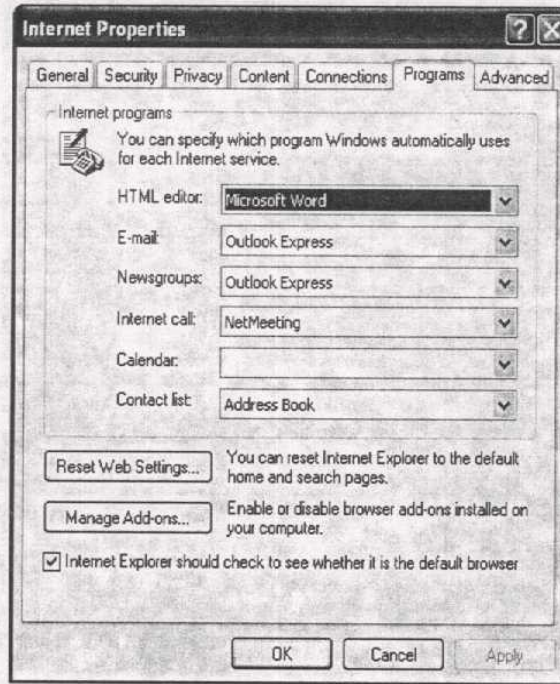 Internet Properties
General Security Privacy Content Connections Programs Advanced
Internet programs
You can specify which program Windows automatically uses
for each Internet service.
HTML editor: Microsoft Word
E-mail: Outlook Express
Newsgroups: Outlook Express
Internet call: NetMeeting
Calendar:
Contact list: Address Book
Reset Web Settings... You can reset Internet Explorer to the default
home and search pages.
Manage Add-ons... Enable or disable browser add-ons installed on
your computer.
Internet Explorer should check to see whether it is the default browser
OK Cancel Apply